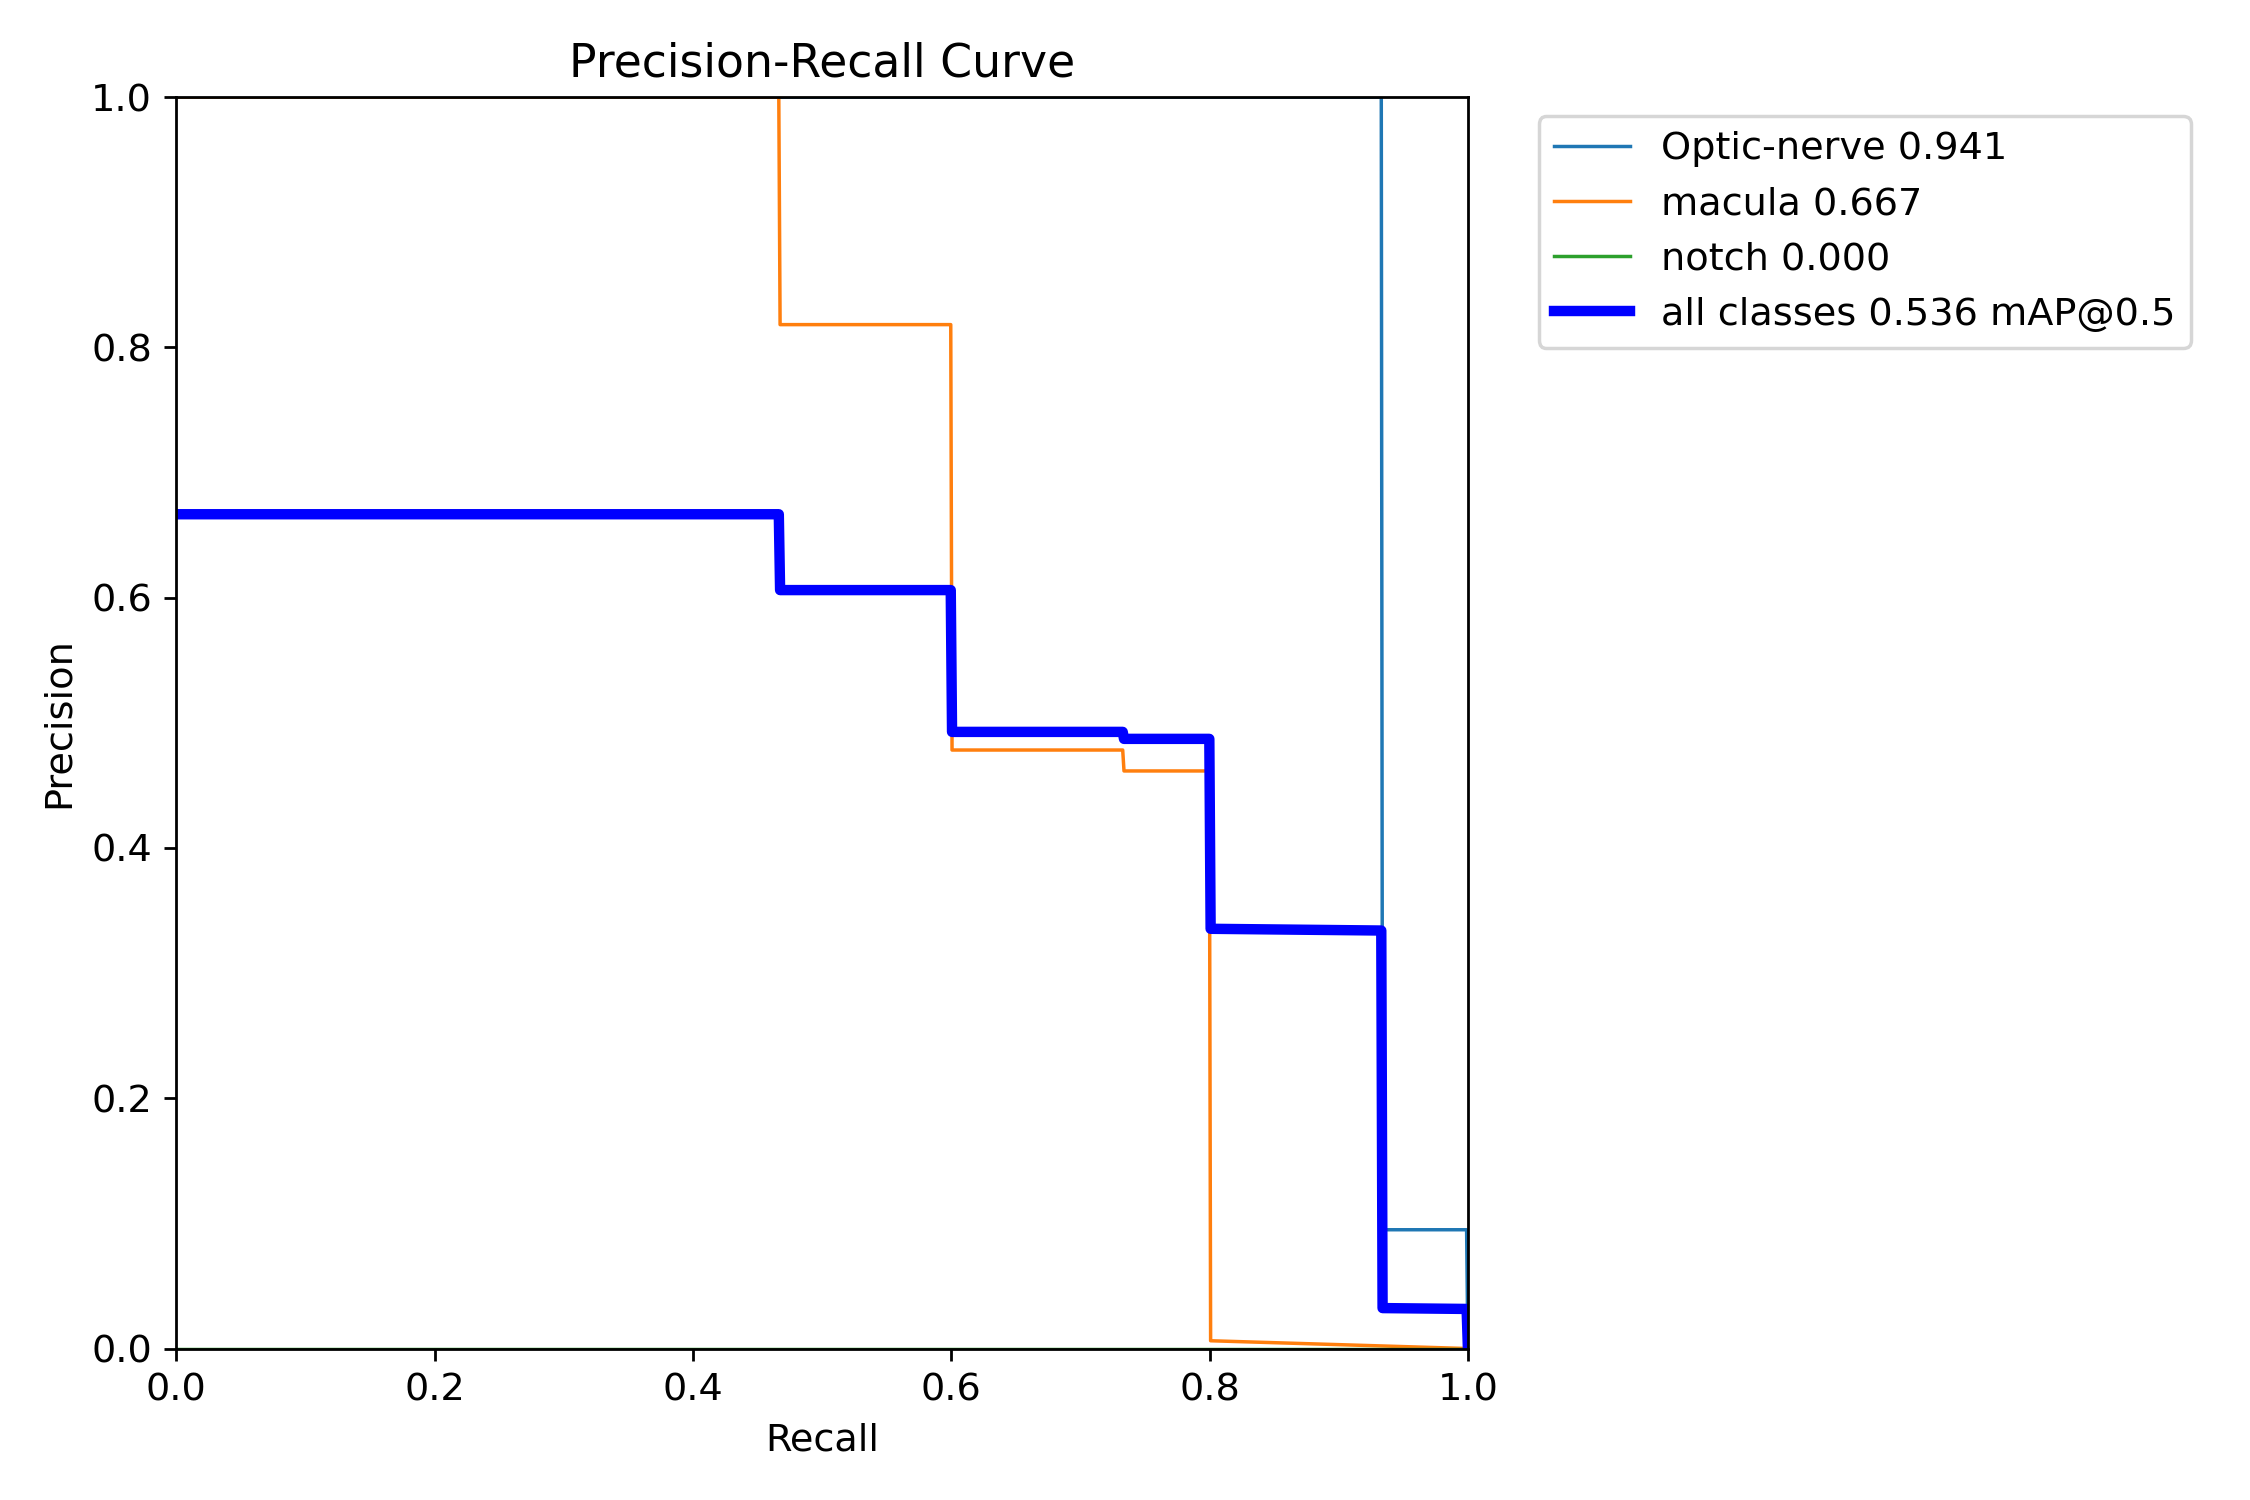 Precision-Recall Curve
1.0
0.8
0.6
0.4
0.2
0.0
Precision
0.0 0.2 0.4 0.6 0.8 1.0
Recall
Optic-nerve 0.941
macula 0.667
notch 0.000
all classes 0.536 mAP@0.5